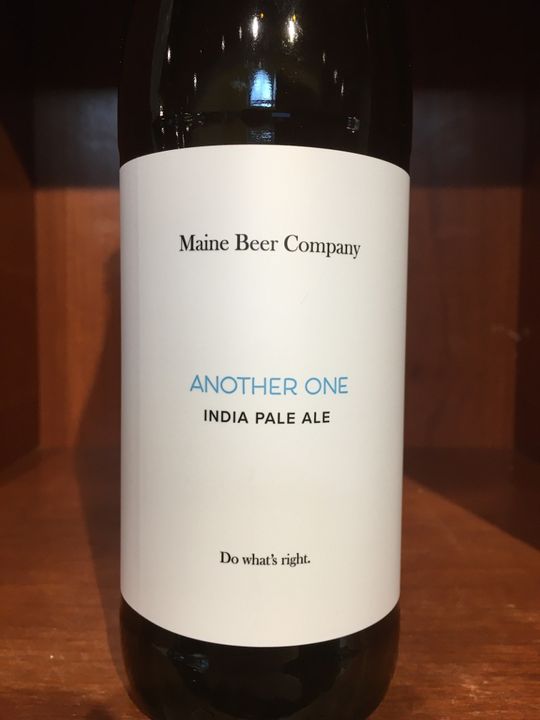 Maine Beer Company
ANOTHER ONE
INDIA PALE ALE
Do what's right.